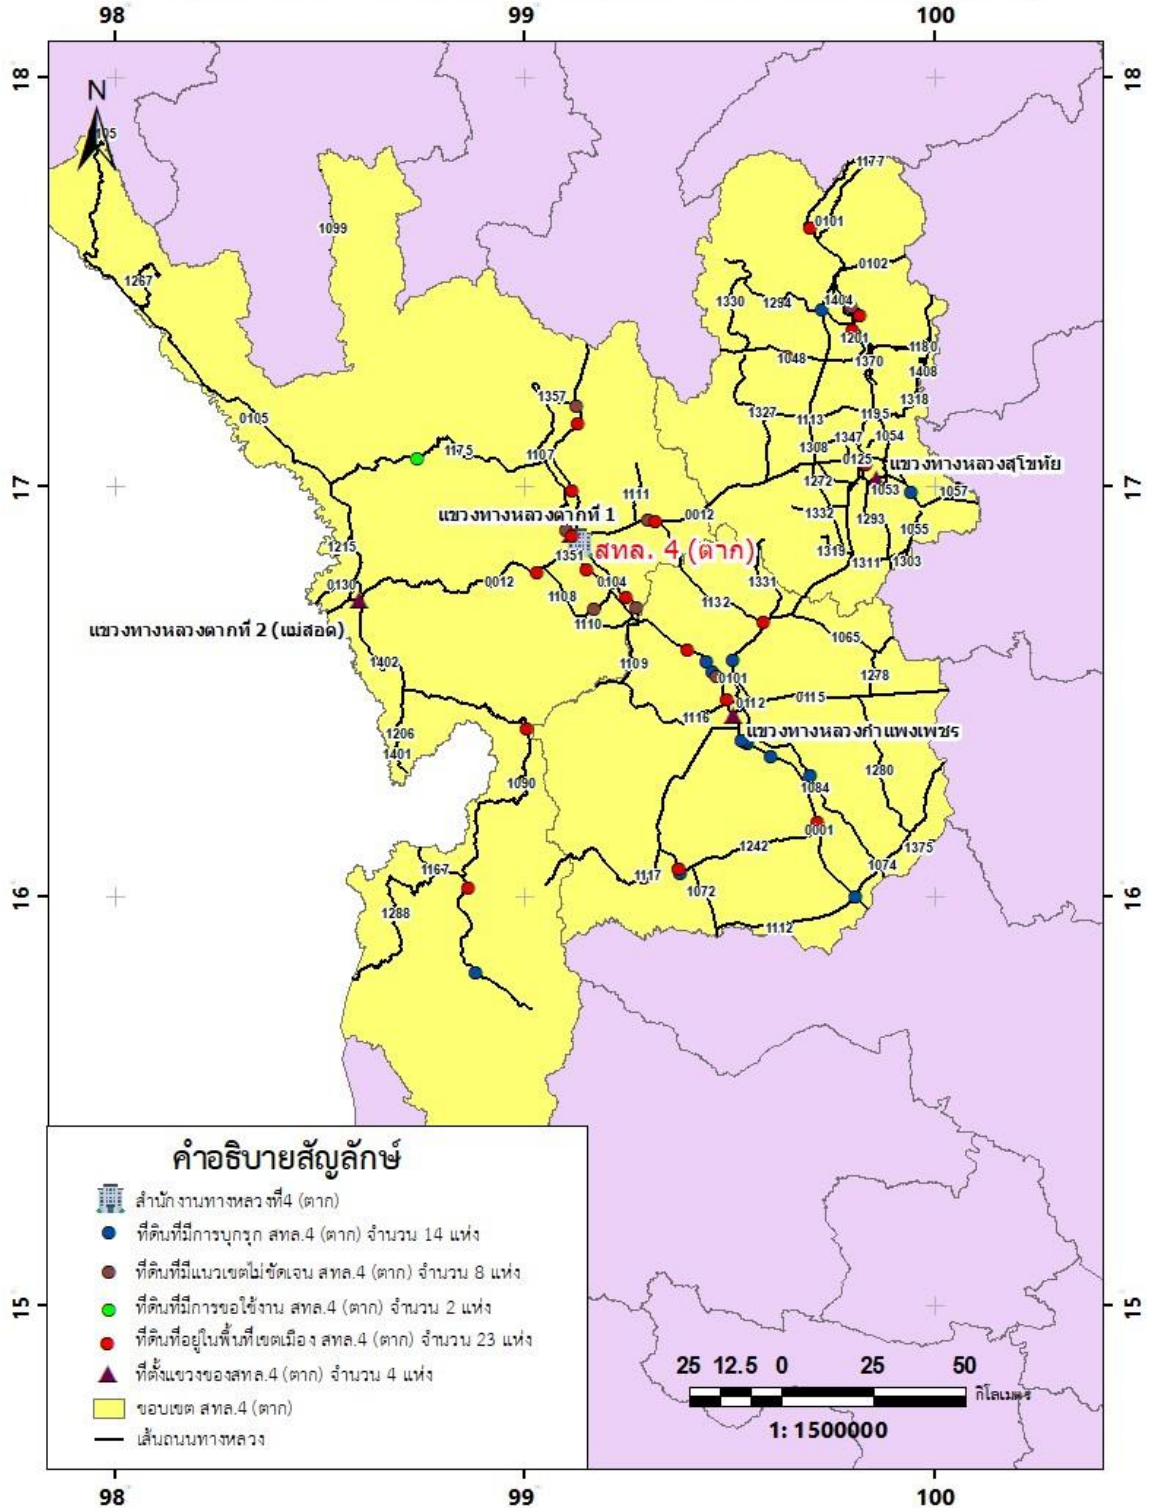 98 99 100
18 18
N
105
1177
1099
0101
0102
1267
1330 1294 1404
1201 1180
1048 1370
1408
1357 1318
0105 1327 1113 1195
1175 1107 1308 1347 1054
0125 แขวงทางหลวงสุโขทัย
17 17
1272 1053 1057
1111
แขวงทางหลวงตากที่ 1 0012 1332 1293
1055
1215 1351 สทล. 4 (ตาก) 1319 1311 1303
0130 0012 0104 1331
1108 1132
แขวงทางหลวงตากที่ 2 (แม่สอด) 1110 1065
1402 1109 0101 1278
0112 0115
1116
1206 แขวงทางหลวงกำแพงเพชร
1401
1090 1280
1084
0001
1242 1375
1167 1117 1074
1072
16 16
1288
1112
15 15
คำอธิบายสัญลักษณ์
สำนักงานทางหลวงที่4 (ตาก)
ที่ดินที่มีการบุกรุก สทล.4 (ตาก) จำนวน 14 แห่ง
ที่ดินที่มีแนวเขตไม่ชัดเจน สทล.4 (ตาก) จำนวน 8 แห่ง
ที่ดินที่มีการขอใช้งาน สทล.4 (ตาก) จำนวน 2 แห่ง
ที่ดินที่อยู่ในพื้นที่เขตเมือง สทล.4 (ตาก) จำนวน 23 แห่ง
ที่ตั้งแขวงของสทล.4 (ตาก) จำนวน 4 แห่ง
ขอบเขต สทล.4 (ตาก)
เส้นถนนทางหลวง
25 12.5 0 25 50
กิโลเมตร
1: 1500000
98 99 100